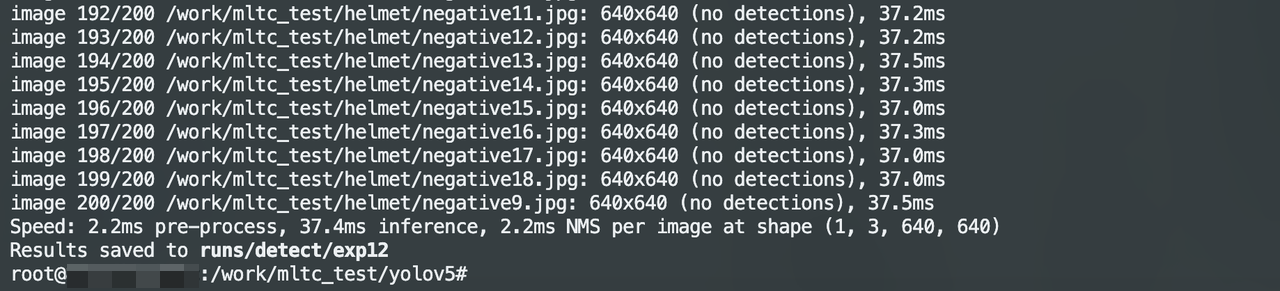 image 192/200 /work/mltc_test/helmet/negative11.jpg: 640x640 (no detections), 37.2ms
image 193/200 /work/mltc_test/helmet/negative12.jpg: 640x640 (no detections), 37.2ms
image 194/200 /work/mltc_test/helmet/negative13.jpg: 640x640 (no detections), 37.5ms
image 195/200 /work/mltc_test/helmet/negative14.jpg: 640x640 (no detections), 37.3ms
image 196/200 /work/mltc_test/helmet/negative15.jpg: 640x640 (no detections), 37.0ms
image 197/200 /work/mltc_test/helmet/negative16.jpg: 640x640 (no detections), 37.3ms
image 198/200 /work/mltc_test/helmet/negative17.jpg: 640x640 (no detections), 37.0ms
image 199/200 /work/mltc_test/helmet/negative18.jpg: 640x640 (no detections), 37.0ms
image 200/200 /work/mltc_test/helmet/negative9.jpg: 640x640 (no detections), 37.5ms
Speed: 2.2ms pre-process, 37.4ms inference, 2.2ms NMS per image at shape (1, 3, 640, 640)
Results saved to runs/detect/exp12
root@ :/work/mltc_test/yolov5#